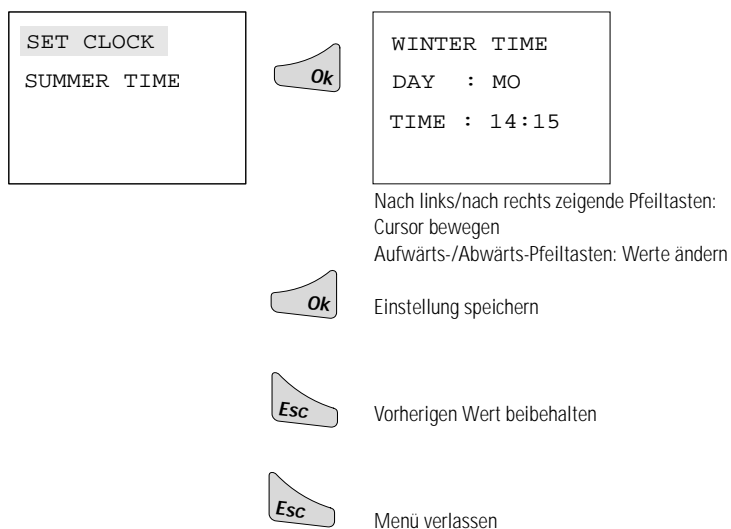 SET CLOCK
SUMMER TIME
Ok
WINTER TIME
DAY : MO
TIME : 14:15
Nach links/nach rechts zeigende Pfeiltasten:
Cursor bewegen
Aufwärts-/Abwärts-Pfeiltasten: Werte ändern
Ok
Einstellung speichern
Esc
Vorherigen Wert beibehalten
Esc
Menü verlassen